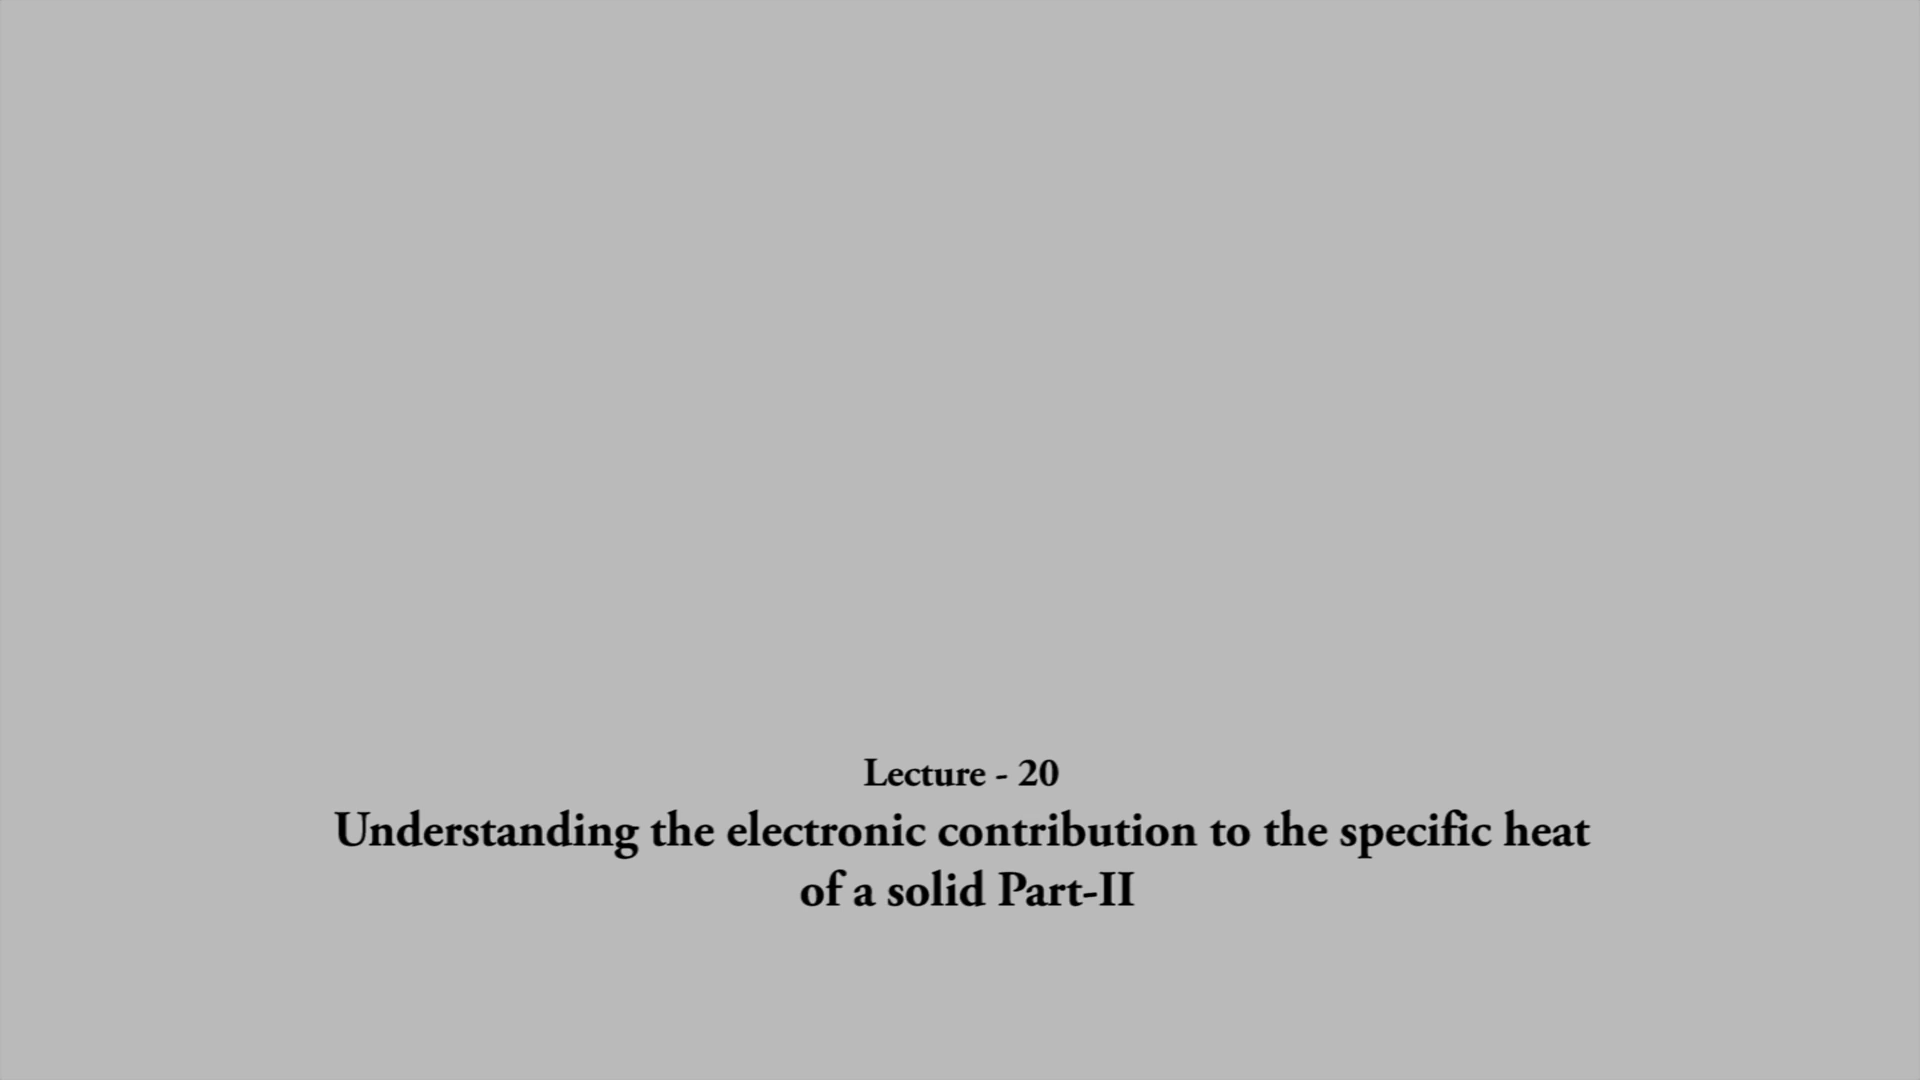 Lecture - 20
Understanding the electronic contribution to the specific heat
of a solid Part-II